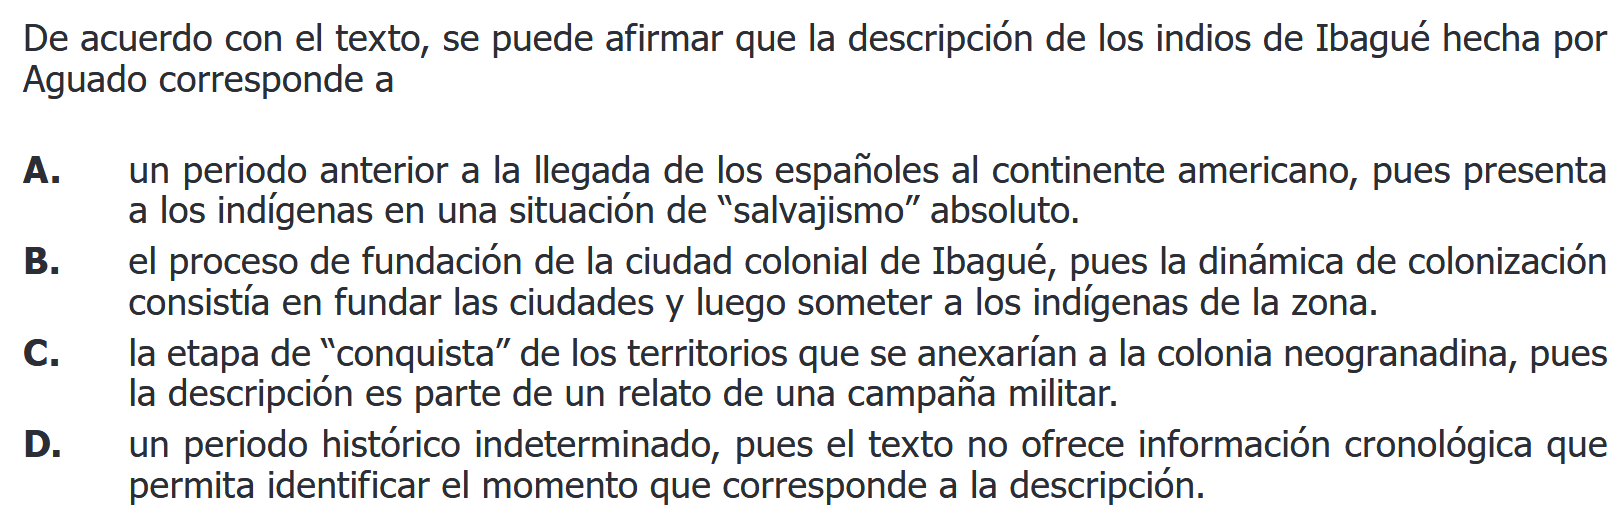 De acuerdo con el texto, se puede afirmar que la descripción de los indios de Ibagué hecha por
Aguado corresponde a
A. un periodo anterior a la llegada de los españoles al continente americano, pues presenta
a los indígenas en una situación de “salvajismo” absoluto.
B. el proceso de fundación de la ciudad colonial de Ibagué, pues la dinámica de colonización
consistía en fundar las ciudades y luego someter a los indígenas de la zona.
C. la etapa de “conquista” de los territorios que se anexarían a la colonia neogranadina, pues
la descripción es parte de un relato de una campaña militar.
D. un periodo histórico indeterminado, pues el texto no ofrece información cronológica que
permita identificar el momento que corresponde a la descripción.